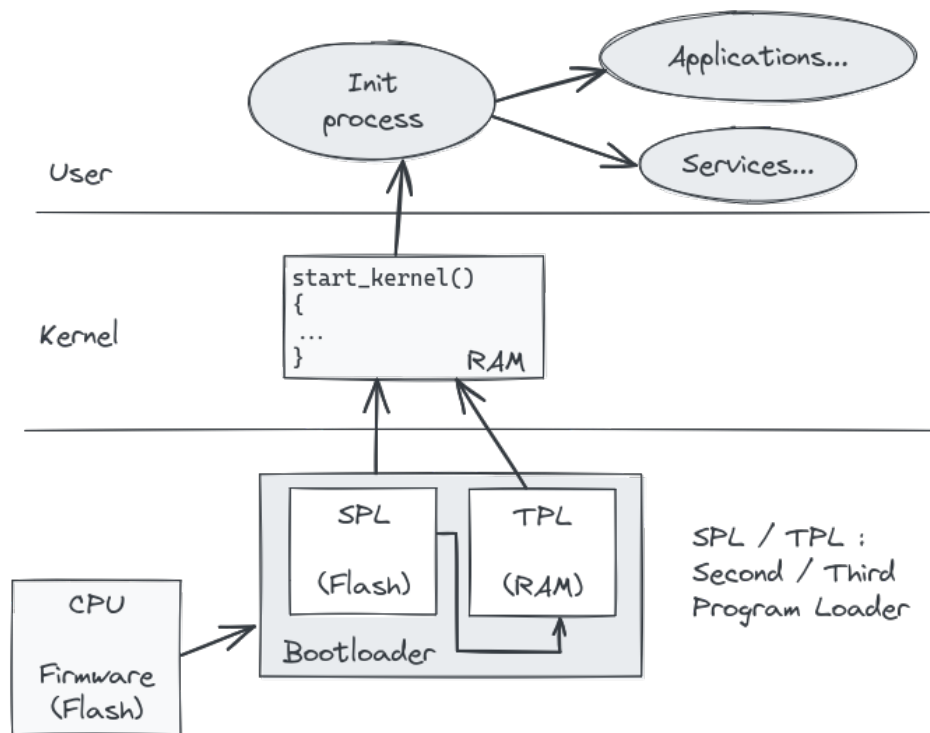 Init
process
Applications...
Services...
User
start_kernel()
{
...
}
RAM
Kernel
SPL
(Flash)
TPL
(RAM)
Bootloader
SPL / TPL :
Second / Third
Program Loader
CPU
Firmware
(Flash)